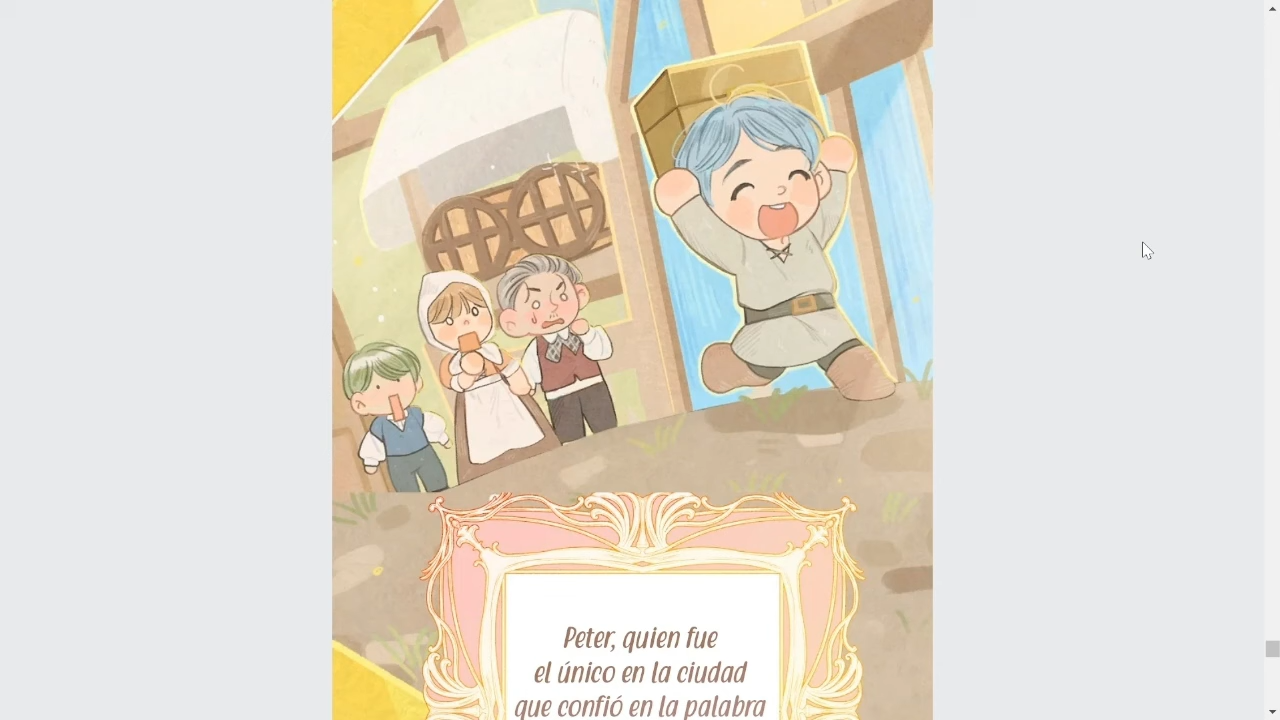 Peter, quien fue
el único en la ciudad
que confió en la palabra